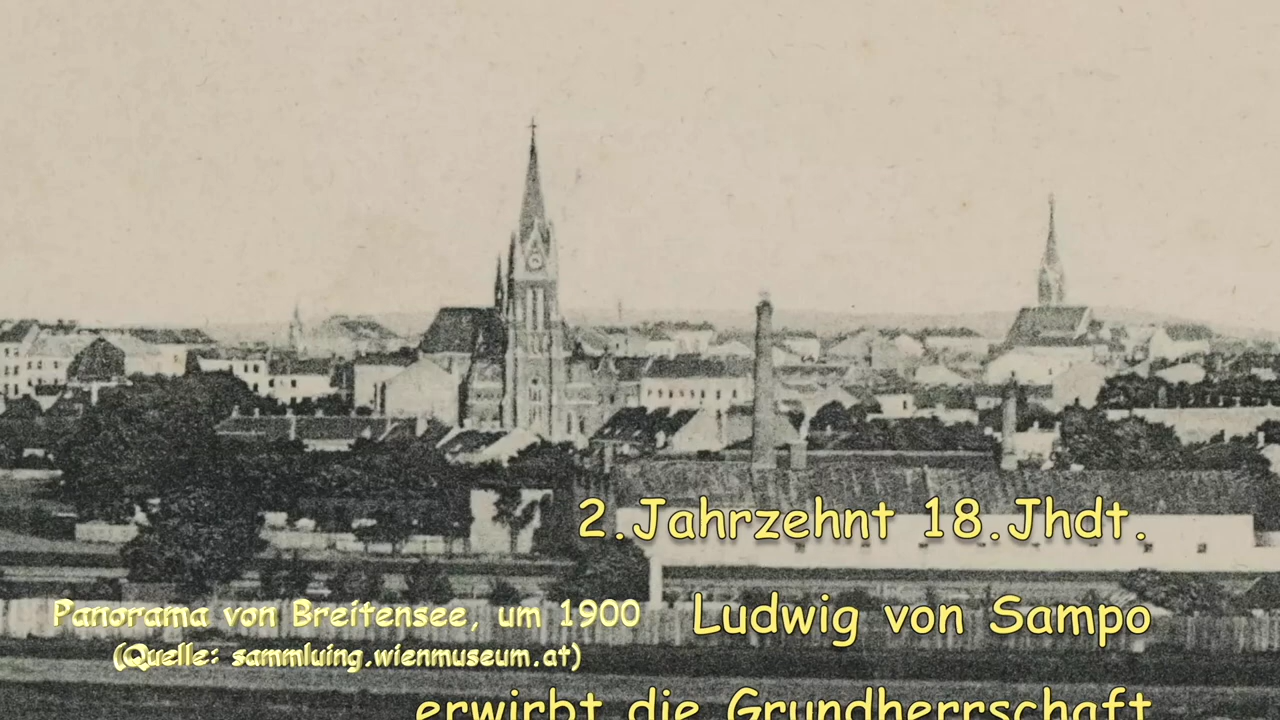 2.Jahrzehnt 18.Jhdt.
Ludwig von Sampo
erwirbt die Grundherrschaft
Panorama von Breitensee, um 1900
(Quelle: sammluing.wienmuseum.at)